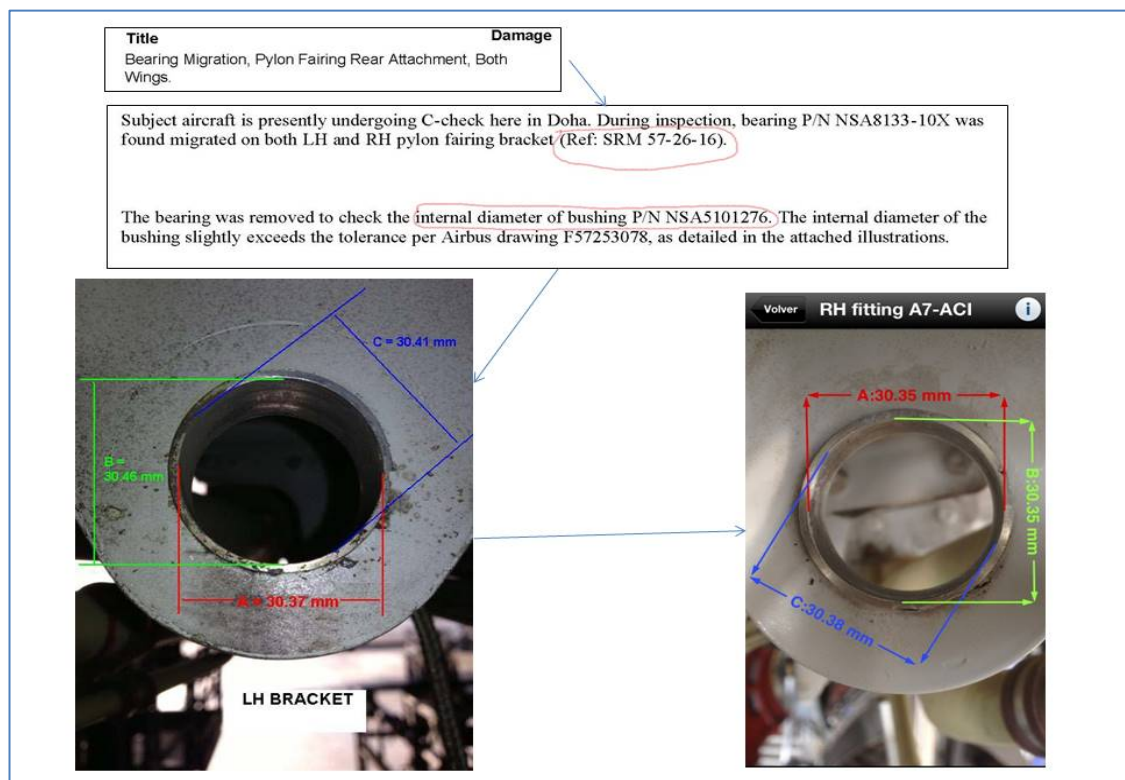 Title Damage
Bearing Migration, Pylon Fairing Rear Attachment, Both
Wings.
Subject aircraft is presently undergoing C-check here in Doha. During inspection, bearing P/N NSA8133-10X was
found migrated on both LH and RH pylon fairing bracket (Ref: SRM 57-26-16).
The bearing was removed to check the internal diameter of bushing P/N NSA5101276. The internal diameter of the
bushing slightly exceeds the tolerance per Airbus drawing F57253078, as detailed in the attached illustrations.
C = 30.41 mm
B =
30.46 mm
A = 30.37 mm
LH BRACKET
Volver RH fitting A7-ACI i
A:30.35 mm
B:30.35 mm
C:30.38 mm